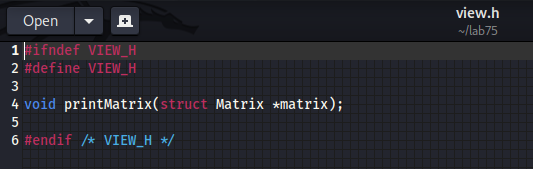 Open
view.h
~/lab75
1 #ifndef VIEW_H
2 #define VIEW_H
3
4 void printMatrix(struct Matrix *matrix);
5
6 #endif /* VIEW_H */